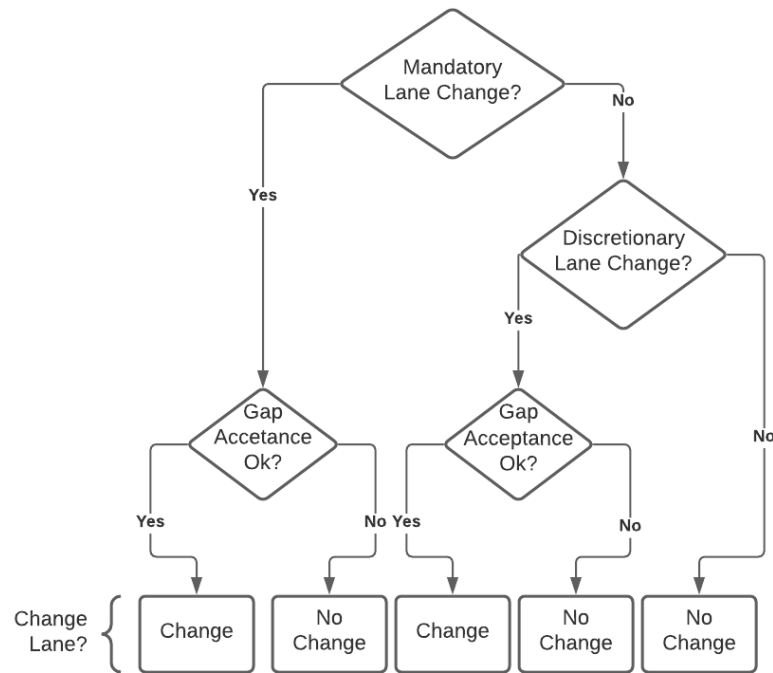 Mandatory
Lane Change?
No
Yes
Discretionary
Lane Change?
Yes
Gap
Accetance
Ok?
Gap
Acceptance
Ok?
No
Yes
No
Yes
No
Change
Lane?
Change
No
Change
Change
No
Change
No
Change